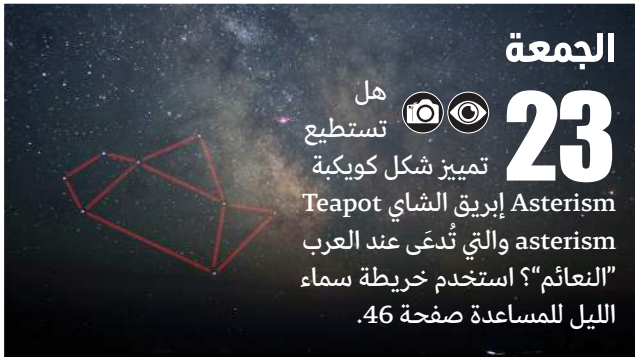 الجمعة
23
هل
تستطيع
تمييز شكل كويكبة
Asterism إبريق الشاي Teapot
asterism والتي تُدعَى عند العرب
”النعائم“؟ استخدم خريطة سماء
الليل للمساعدة صفحة 46.